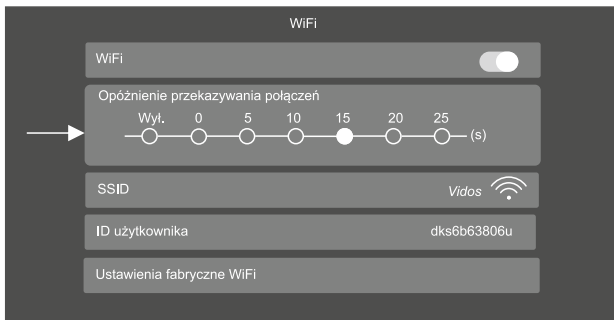 WiFi
WiFi
Opóźnienie przekazywania połączeń
Wył. 0 5 10 15 20 25
(s)
SSID Vidos
ID użytkownika dks6b63806u
Ustawienia fabryczne WiFi